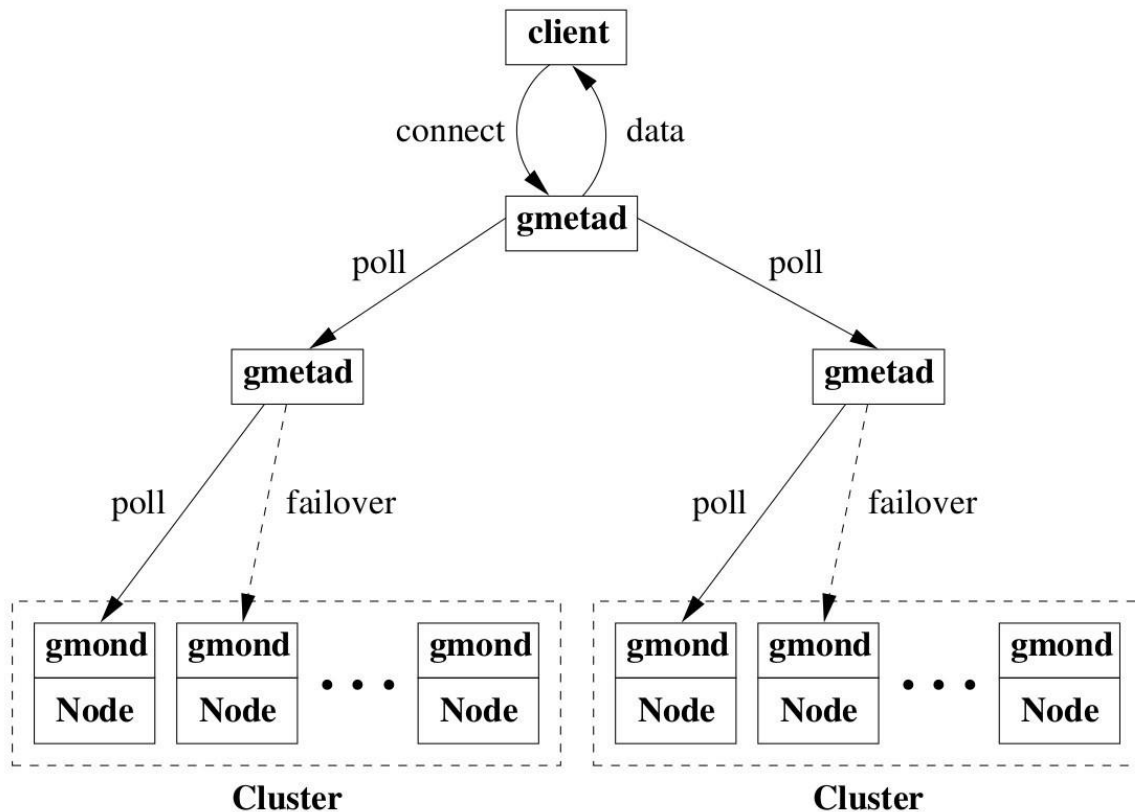 client
connect data
gmetad
poll poll
gmetad gmetad
poll failover poll failover
gmond gmond gmond gmond gmond gmond
Node Node • • • Node Node Node • • • Node
Cluster Cluster